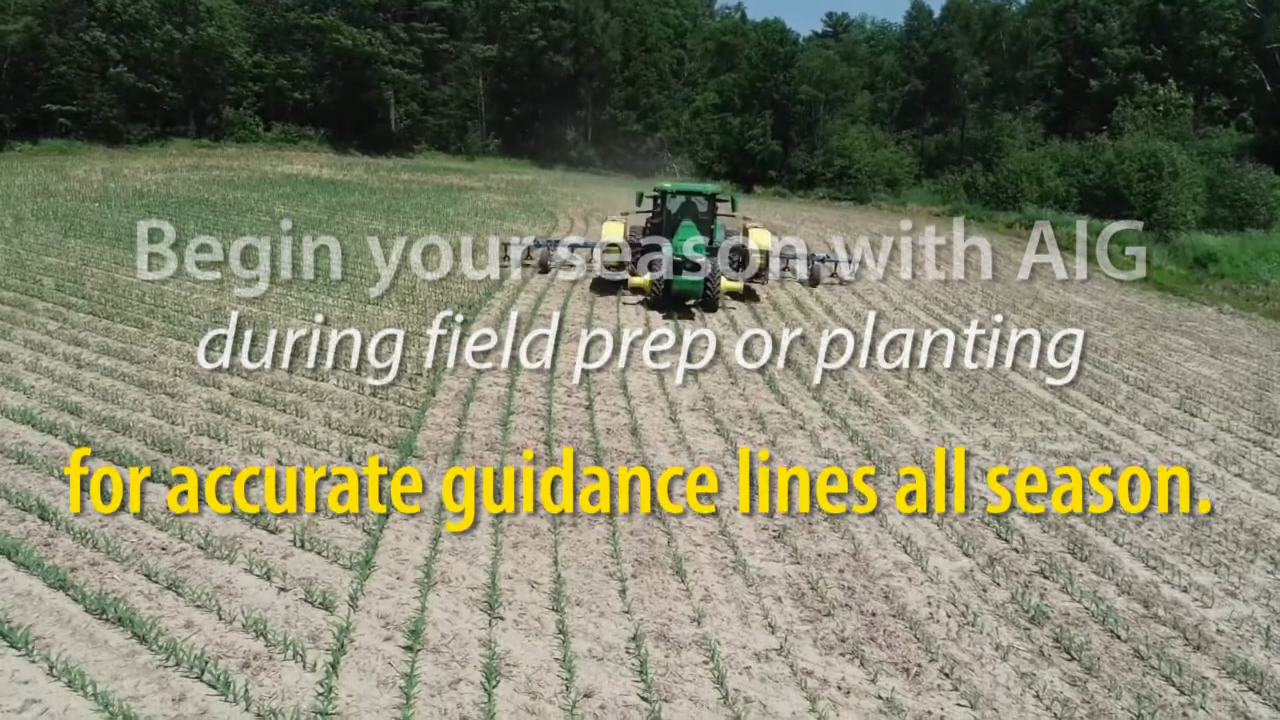 Begin your season with AIG
during field prep or planting
for accurate guidance lines all season.